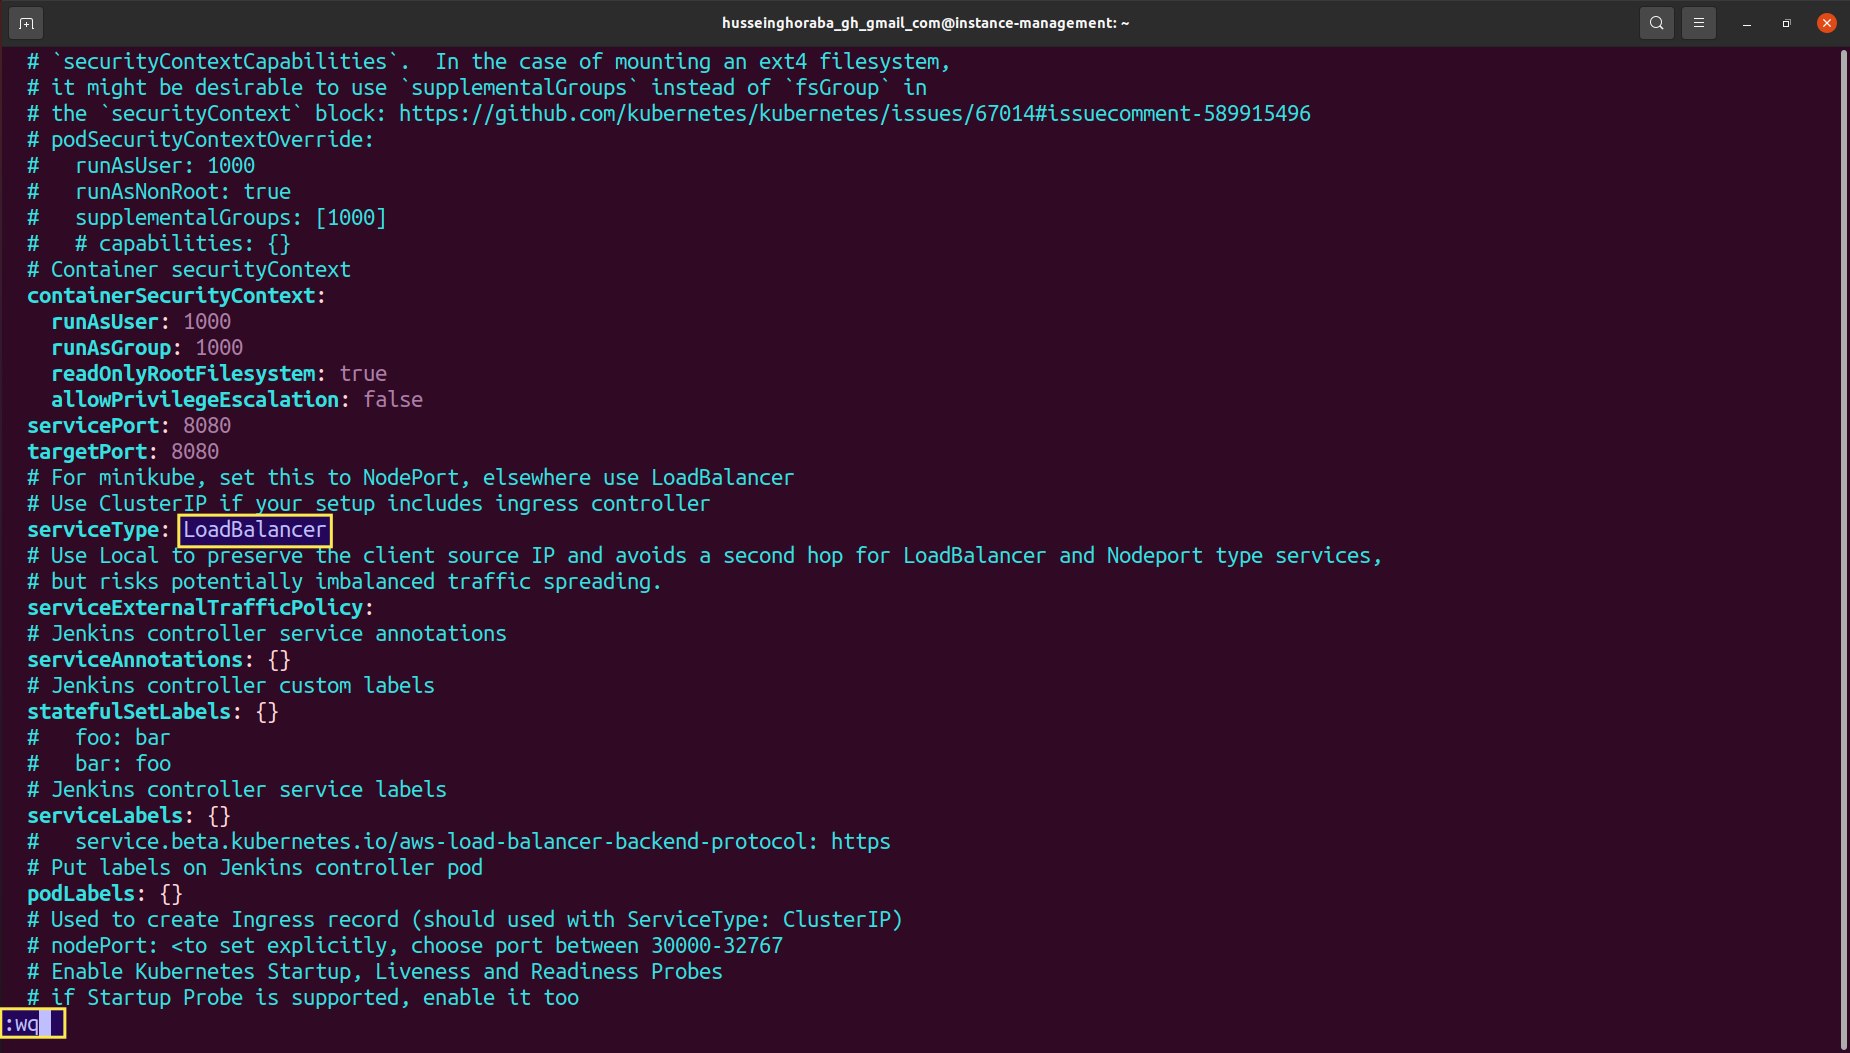 husseinghoraba_gh_gmail_com@instance-management: ~
# `securityContextCapabilities`.  In the case of mounting an ext4 filesystem,
# it might be desirable to use `supplementalGroups` instead of `fsGroup` in
# the `securityContext` block: https://github.com/kubernetes/kubernetes/issues/67014#issuecomment-589915496
# podSecurityContextOverride:
#   runAsUser: 1000
#   runAsNonRoot: true
#   supplementalGroups: [1000]
#   # capabilities: {}
# Container securityContext
containerSecurityContext:
  runAsUser: 1000
  runAsGroup: 1000
  readOnlyRootFilesystem: true
  allowPrivilegeEscalation: false
servicePort: 8080
targetPort: 8080
# For minikube, set this to NodePort, elsewhere use LoadBalancer
# Use ClusterIP if your setup includes ingress controller
serviceType: LoadBalancer
# Use Local to preserve the client source IP and avoids a second hop for LoadBalancer and Nodeport type services,
# but risks potentially imbalanced traffic spreading.
serviceExternalTrafficPolicy:
# Jenkins controller service annotations
serviceAnnotations: {}
# Jenkins controller custom labels
statefulSetLabels: {}
#   foo: bar
#   bar: foo
# Jenkins controller service labels
serviceLabels: {}
#   service.beta.kubernetes.io/aws-load-balancer-backend-protocol: https
# Put labels on Jenkins controller pod
podLabels: {}
# Used to create Ingress record (should used with ServiceType: ClusterIP)
# nodePort: <to set explicitly, choose port between 30000-32767
# Enable Kubernetes Startup, Liveness and Readiness Probes
# if Startup Probe is supported, enable it too
:wq